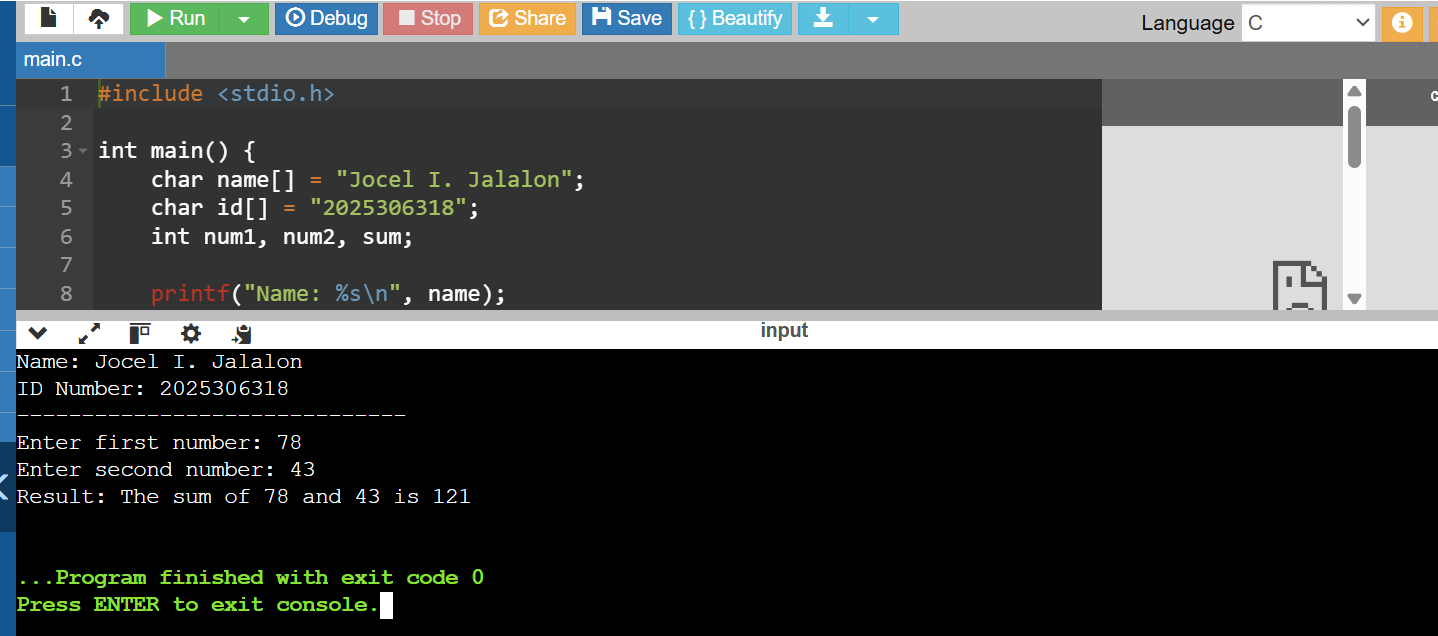 Run Debug Stop Share Save { } Beautify Language C
main.c
1 #include <stdio.h>
2
3 int main() {
4 char name[] = "Jocel I. Jalalon";
5 char id[] = "2025306318";
6 int num1, num2, sum;
7
8 printf("Name: %s\n", name);
input
Name: Jocel I. Jalalon
ID Number: 2025306318
------------------------------
Enter first number: 78
Enter second number: 43
Result: The sum of 78 and 43 is 121
...Program finished with exit code 0
Press ENTER to exit console.